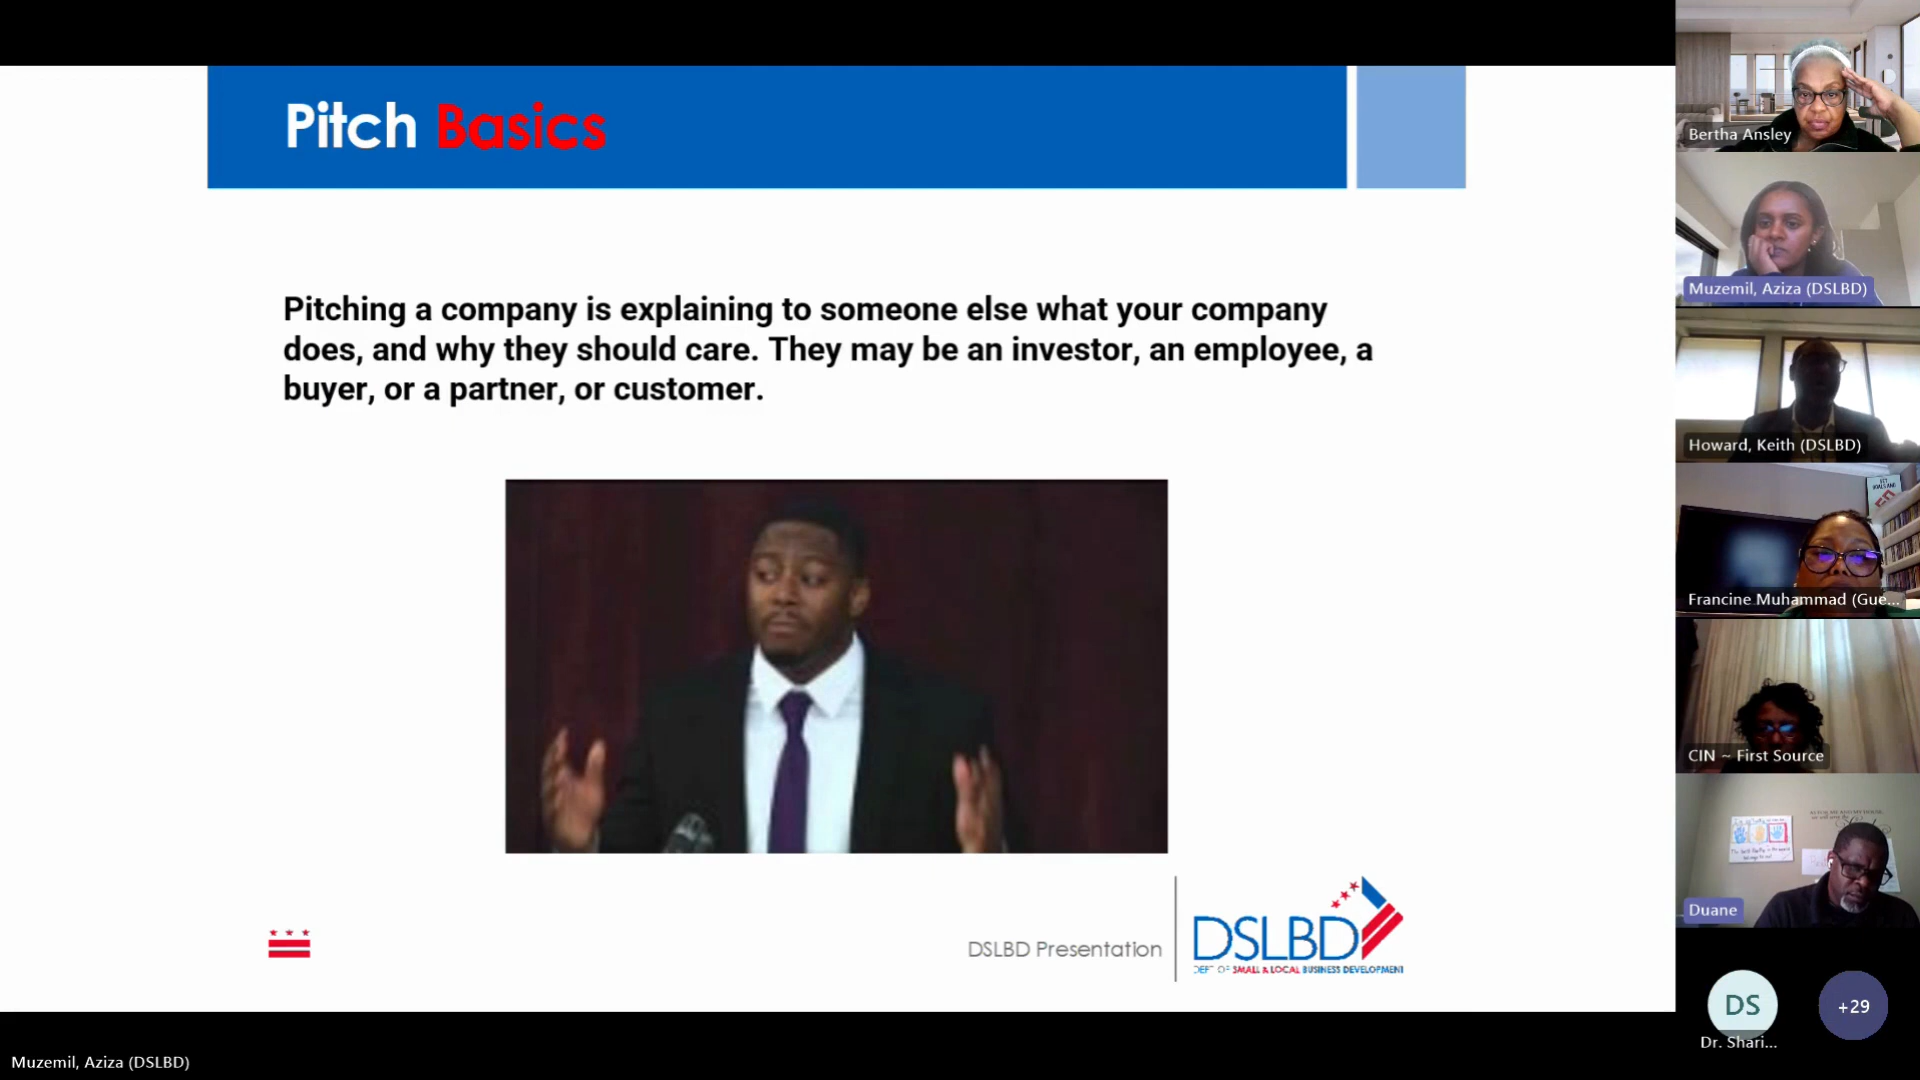 Pitch Basics
Pitching a company is explaining to someone else what your company
does, and why they should care. They may be an investor, an employee, a
buyer, or a partner, or customer.
DSLBD Presentation
DSLBD
DEPT OF SMALL & LOCAL BUSINESS DEVELOPMENT
Muzemil, Aziza (DSLBD)
Bertha Ansley
Muzemil, Aziza (DSLBD)
Howard, Keith (DSLBD)
Francine Muhammad (Gue...
CIN ~ First Source
Duane
DS
Dr. Shari...
+29